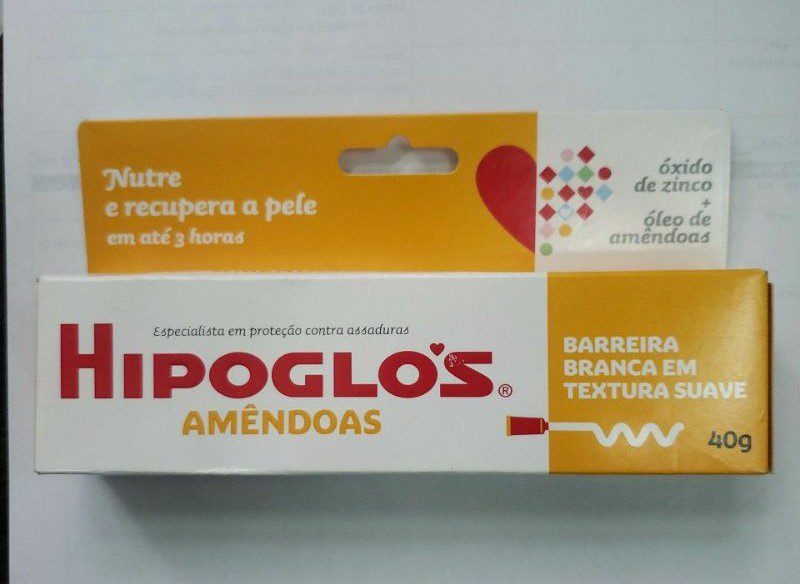 Nutre
e recupera a pele
em até 3 horas
óxido
de zinco
+
óleo de
amêndoas
Especialista em proteção contra assaduras
HIPOGLÓS®
AMÊNDOAS
BARREIRA
BRANCA EM
TEXTURA SUAVE
40g